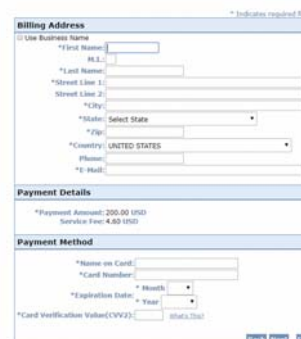 * Indicates required f
Billing Address
Use Business Name
*First Name:
M.I.:
*Last Name:
*Street Line 1:
Street Line 2:
*City:
*State: Select State
*Zip:
*Country: UNITED STATES
Phone:
*E-Mail:
Payment Details
*Payment Amount: 200.00 USD
Service Fee: 4.60 USD
Payment Method
*Name on Card:
*Card Number:
*Expiration Date: * Month
* Year
*Card Verification Value(CVV2): What's This?